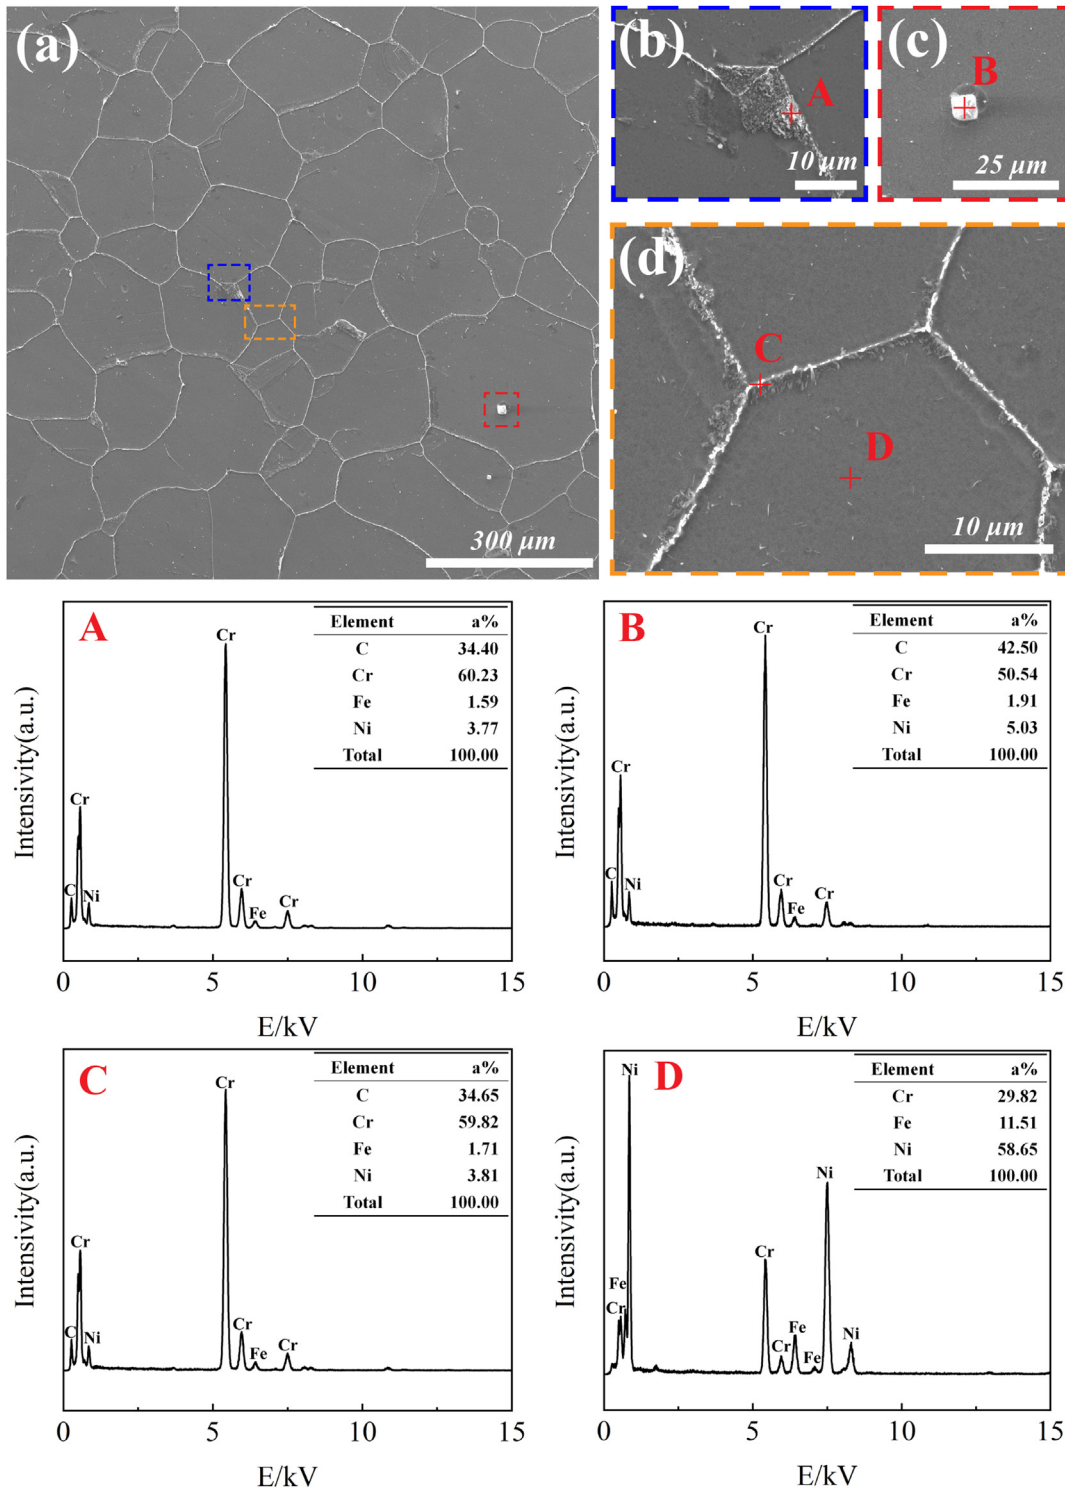 (a)
300 μm
(b)
A
10 μm
(c)
B
25 μm
(d)
C
D
10 μm
A
Element a%
C 34.40
Cr 60.23
Fe 1.59
Ni 3.77
Total 100.00
Cr
Cr
C
Ni
Cr
Fe
Cr
Intensivity(a.u.)
0 5 10 15
E/kV
B
Element a%
C 42.50
Cr 50.54
Fe 1.91
Ni 5.03
Total 100.00
Cr
Cr
C
Ni
Cr
Fe
Cr
Intensivity(a.u.)
0 5 10 15
E/kV
C
Element a%
C 34.65
Cr 59.82
Fe 1.71
Ni 3.81
Total 100.00
Cr
Cr
C
Ni
Cr
Fe
Cr
Intensivity(a.u.)
0 5 10 15
E/kV
D
Element a%
Cr 29.82
Fe 11.51
Ni 58.65
Total 100.00
Ni
Fe
Cr
Cr
Cr
Fe
Fe
Ni
Ni
Intensivity(a.u.)
0 5 10 15
E/kV